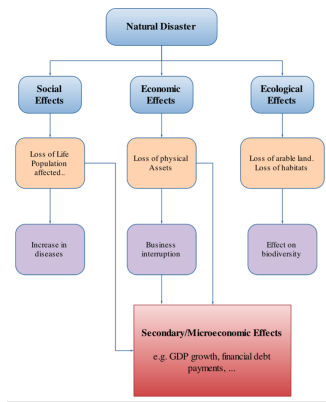 Natural Disaster
Social
Effects
Economic
Effects
Ecological
Effects
Loss of Life
Population
affected..
Loss of physical
Assets
Loss of arable land.
Loss of habitats
Increase in
diseases
Business
interruption
Effect on
biodiversity
Secondary/Microeconomic Effects
e.g. GDP growth, financial debt
payments, ...